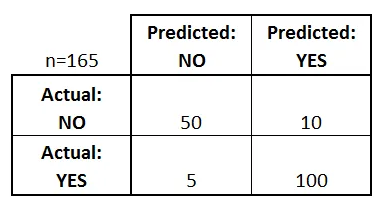 Predicted: Predicted:
n=165 NO YES
Actual:
NO 50 10
Actual:
YES 5 100